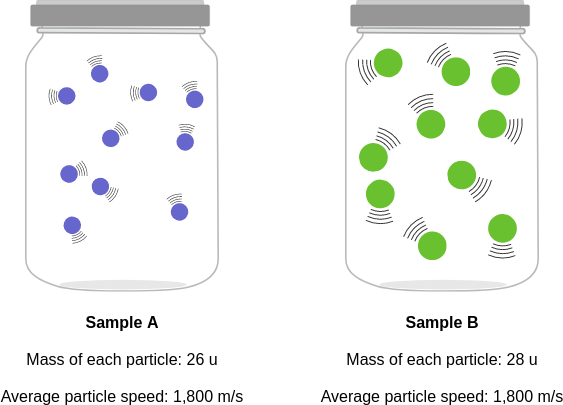 Sample A
Mass of each particle: 26 u
Average particle speed: 1,800 m/s
Sample B
Mass of each particle: 28 u
Average particle speed: 1,800 m/s